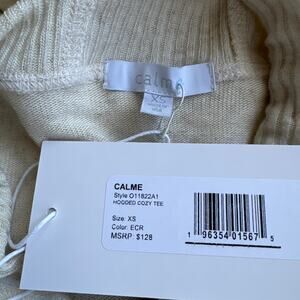 calme
XS
CALME
Style O11822A1
HOODED COZY TEE
Size: XS
Color: ECR
MSRP: $128
1 96354 01567 5